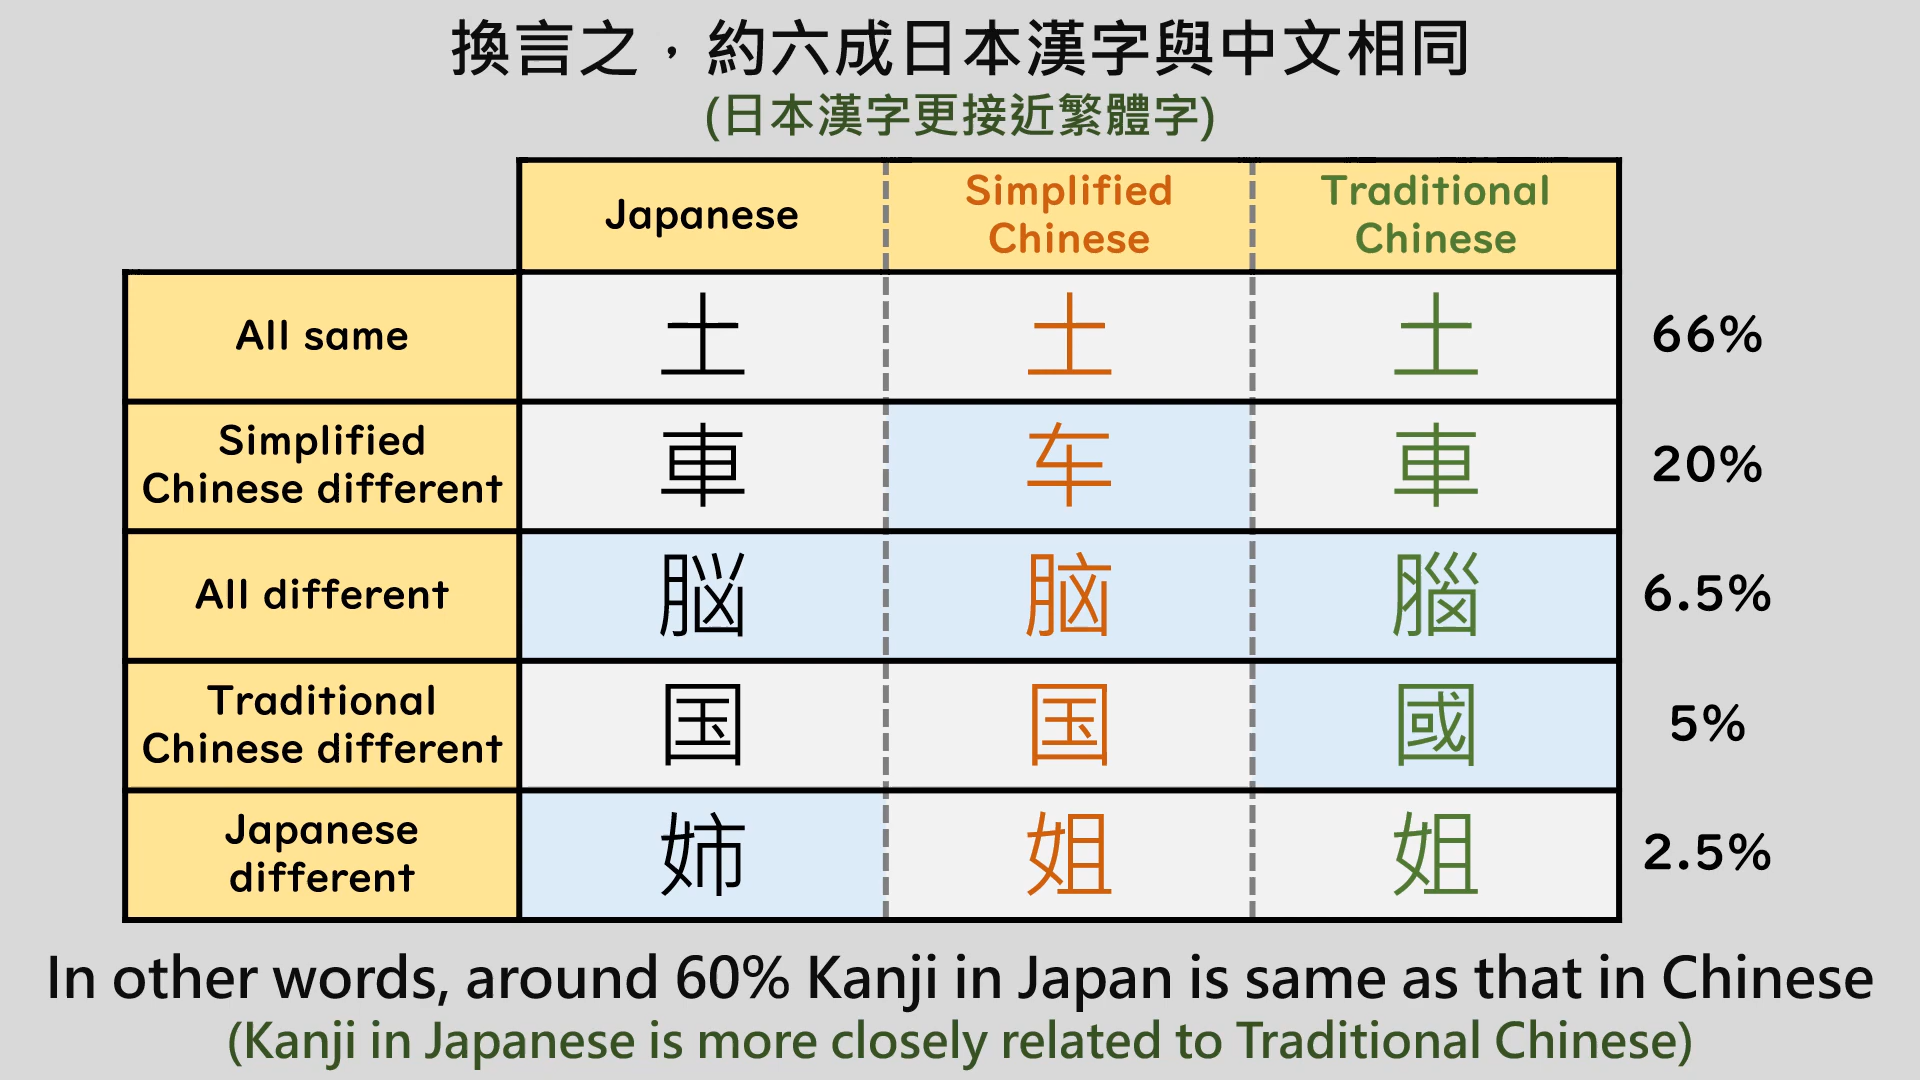 換言之，約六成日本漢字與中文相同
(日本漢字更接近繁體字)
Japanese
Simplified
Chinese
Traditional
Chinese
All same
土
土
土
66%
Simplified
Chinese different
車
车
車
20%
All different
脳
脑
腦
6.5%
Traditional
Chinese different
国
国
國
5%
Japanese
different
姉
姐
姐
2.5%
In other words, around 60% Kanji in Japan is same as that in Chinese
(Kanji in Japanese is more closely related to Traditional Chinese)